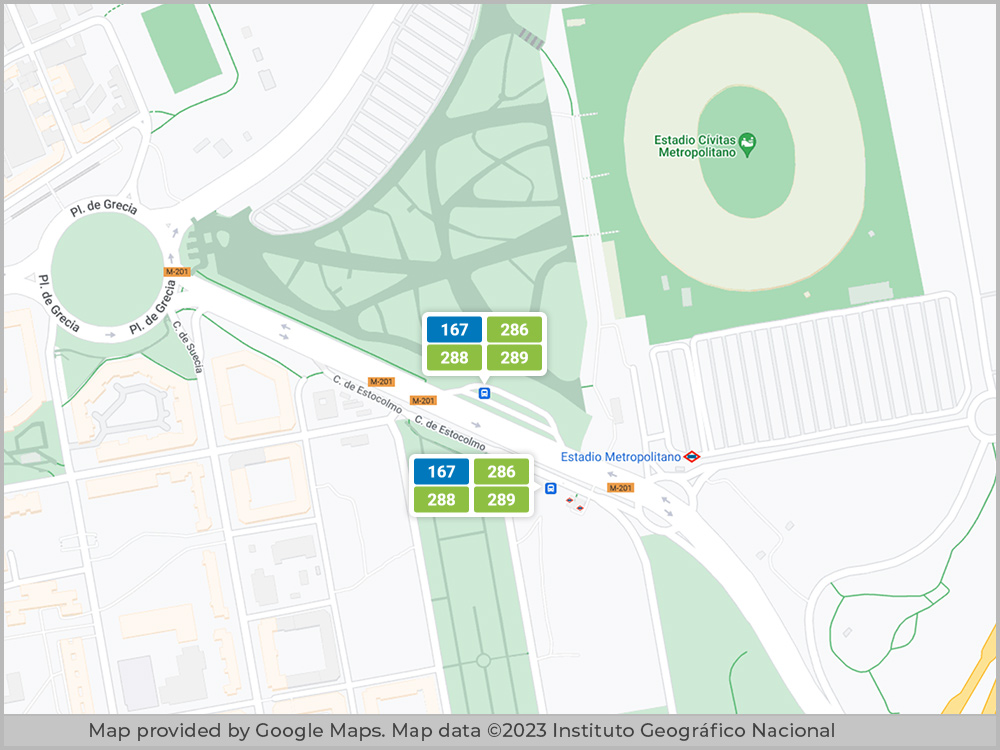 Estadio Cívitas
Metropolitano
Pl. de Grecia
M-201
Pl. de Grecia
Pl. de Grecia
C. de Suecia
167 286
288 289
C. de Estocolmo
M-201
M-201
C. de Estocolmo
Estadio Metropolitano
167 286
288 289
M-201
Map provided by Google Maps. Map data ©2023 Instituto Geográfico Nacional